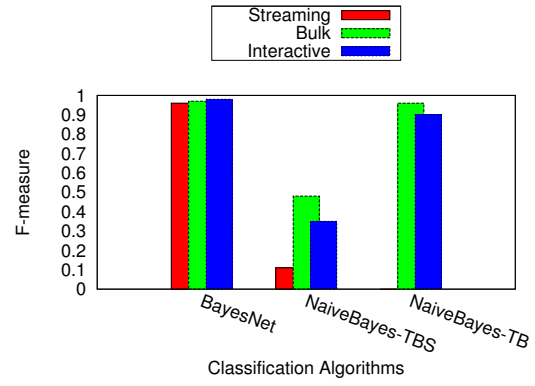 Streaming
Bulk
Interactive
1
0.9
0.8
0.7
0.6
0.5
0.4
0.3
0.2
0.1
0
F-measure
BayesNet
NaiveBayes-TBS
NaiveBayes-TB
Classification Algorithms